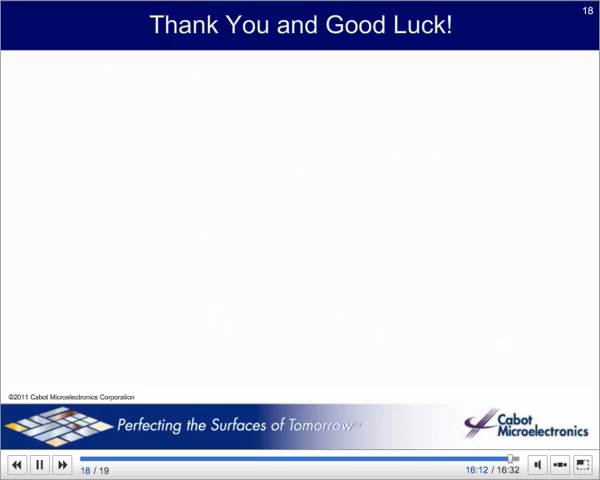 18
Thank You and Good Luck!
©2011 Cabot Microelectronics Corporation
Perfecting the Surfaces of Tomorrow™
Cabot
Microelectronics
18 / 19
16:12 / 16:32